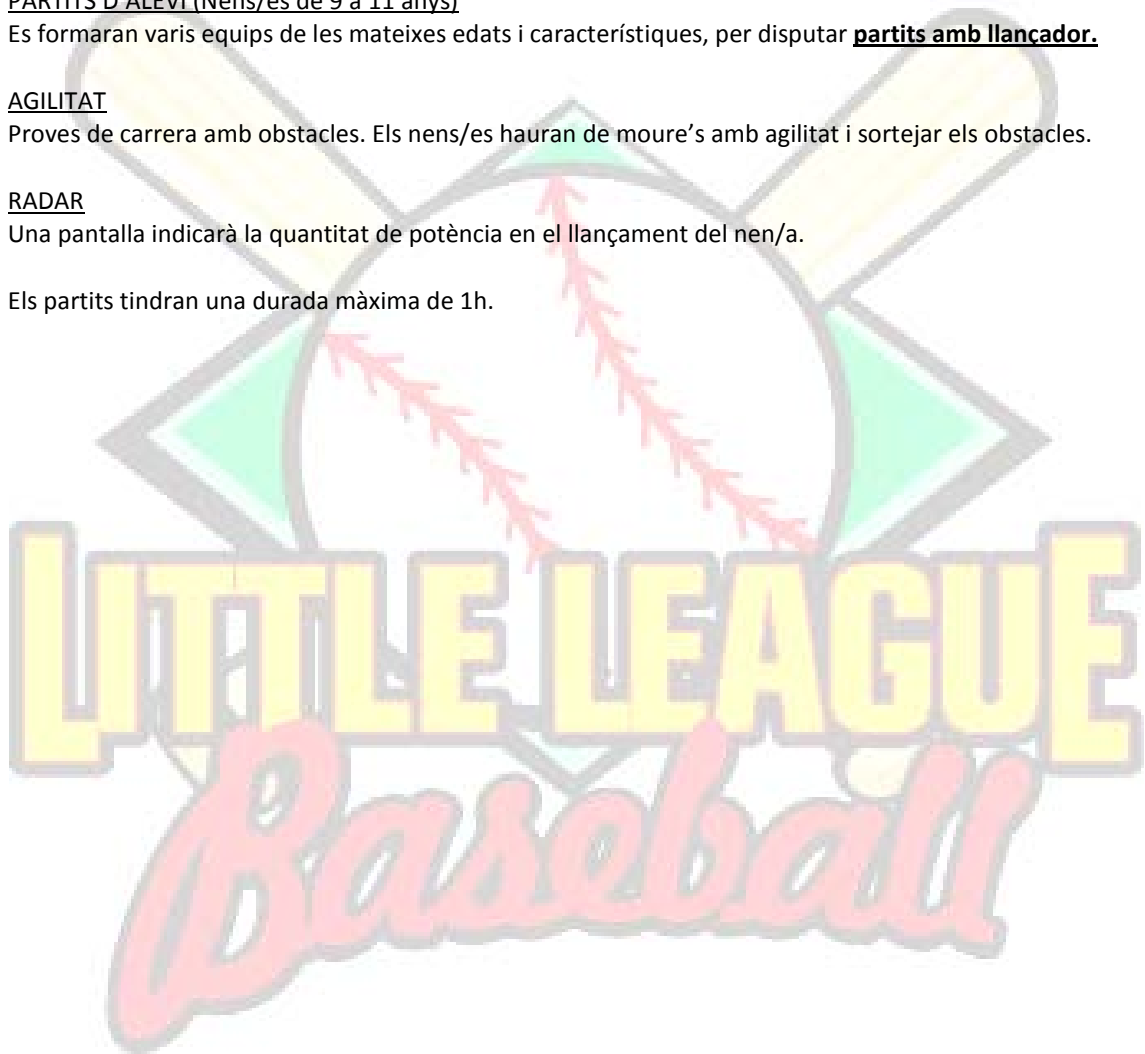 PARTITS D'ALEVÍ (Nens/es de 9 a 11 anys)
Es formaran varis equips de les mateixes edats i característiques, per disputar partits amb llançador.
AGILITAT
Proves de carrera amb obstacles. Els nens/es hauran de moure's amb agilitat i sortejar els obstacles.
RADAR
Una pantalla indicarà la quantitat de potència en el llançament del nen/a.
Els partits tindran una durada màxima de 1h.
LITTLE LEAGUE
Baseball